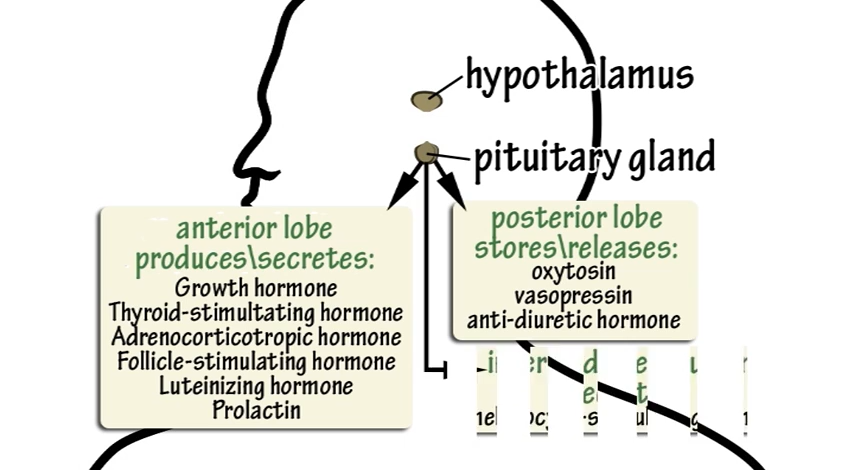 hypothalamus
pituitary gland
anterior lobe
produces\secretes:
Growth hormone
Thyroid-stimultating hormone
Adrenocorticotropic hormone
Follicle-stimulating hormone
Luteinizing hormone
Prolactin
posterior lobe
stores\releases:
oxytosin
vasopressin
anti-diuretic hormone